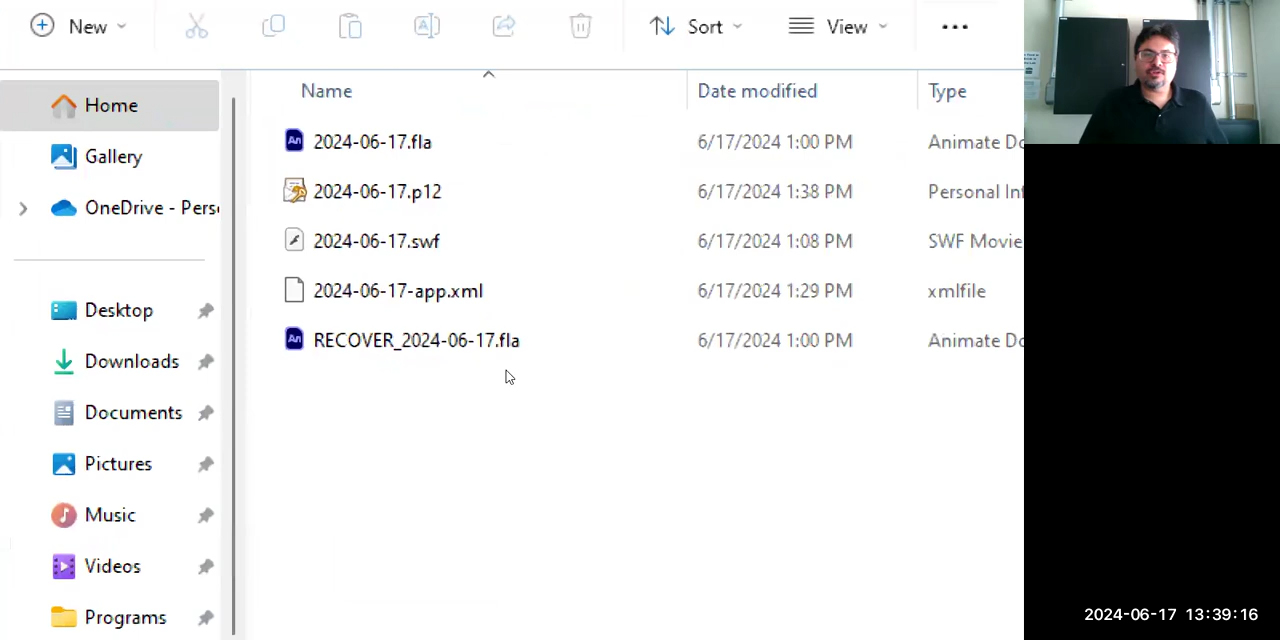 New Sort View
Name Date modified Type
Home
Gallery
OneDrive - Pers
Desktop
Downloads
Documents
Pictures
Music
Videos
Programs
2024-06-17.fla 6/17/2024 1:00 PM Animate Do
2024-06-17.p12 6/17/2024 1:38 PM Personal Inf
2024-06-17.swf 6/17/2024 1:08 PM SWF Movie
2024-06-17-app.xml 6/17/2024 1:29 PM xmlfile
RECOVER_2024-06-17.fla 6/17/2024 1:00 PM Animate Do
2024-06-17 13:39:16